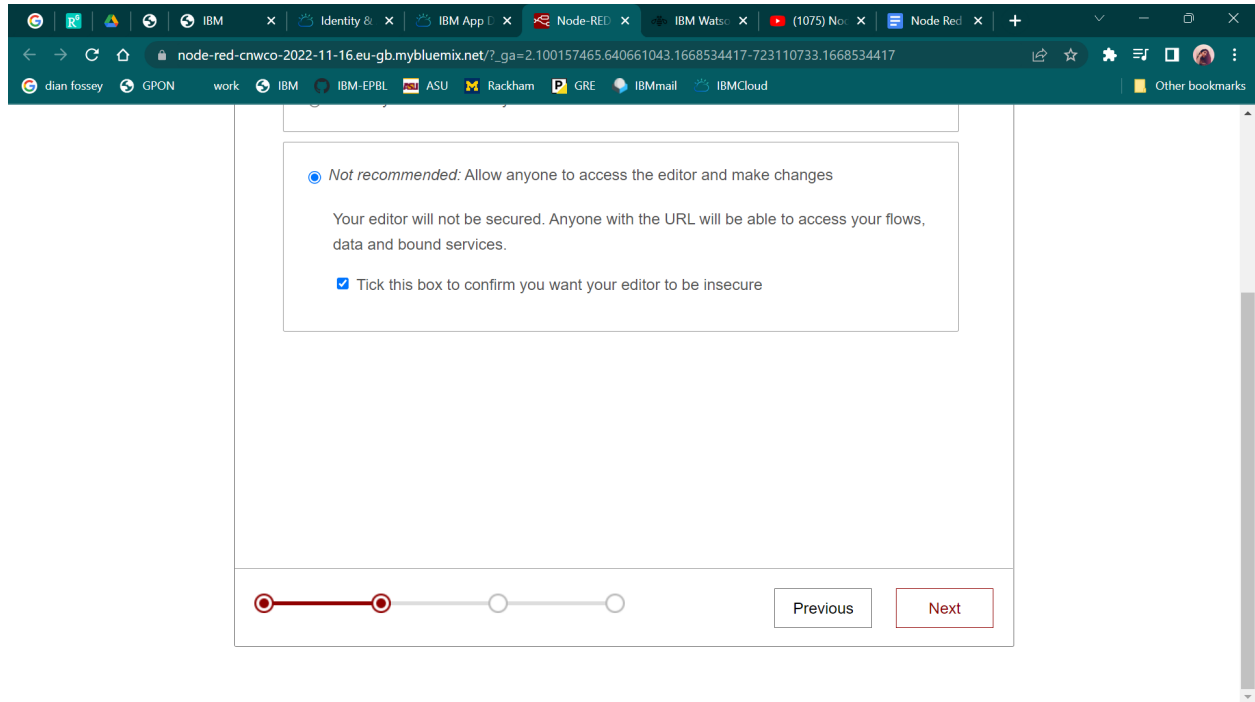 IBM
Identity &
IBM App D
Node-RED
IBM Watso
(1075) Noc
Node Red
node-red-cnwco-2022-11-16.eu-gb.mybluemix.net/?_ga=2.100157465.640661043.1668534417-723110733.1668534417
dian fossey
GPON
work
IBM
IBM-EPBL
ASU
Rackham
GRE
IBMmail
IBMCloud
Other bookmarks
Not recommended: Allow anyone to access the editor and make changes
Your editor will not be secured. Anyone with the URL will be able to access your flows,
data and bound services.
Tick this box to confirm you want your editor to be insecure
Previous
Next